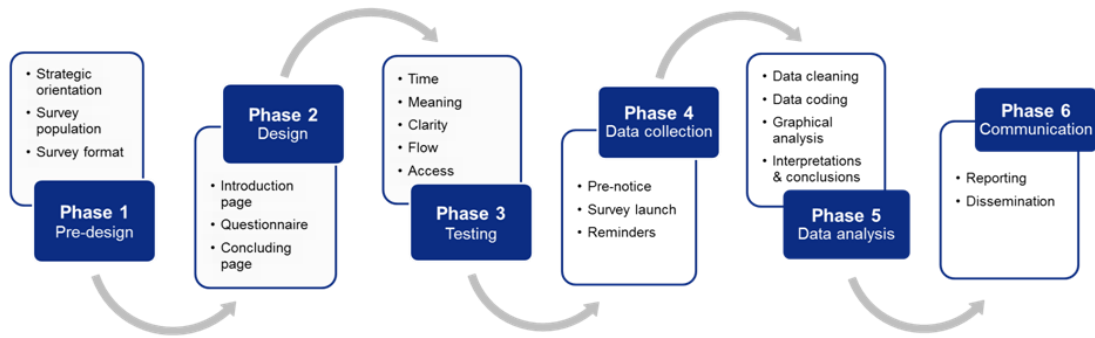 • Strategic
orientation
• Survey
population
• Survey format
Phase 1
Pre-design
Phase 2
Design
• Introduction
page
• Questionnaire
• Concluding
page
• Time
• Meaning
• Clarity
• Flow
• Access
Phase 3
Testing
Phase 4
Data collection
• Pre-notice
• Survey launch
• Reminders
• Data cleaning
• Data coding
• Graphical
analysis
• Interpretations
& conclusions
Phase 5
Data analysis
Phase 6
Communication
• Reporting
• Dissemination